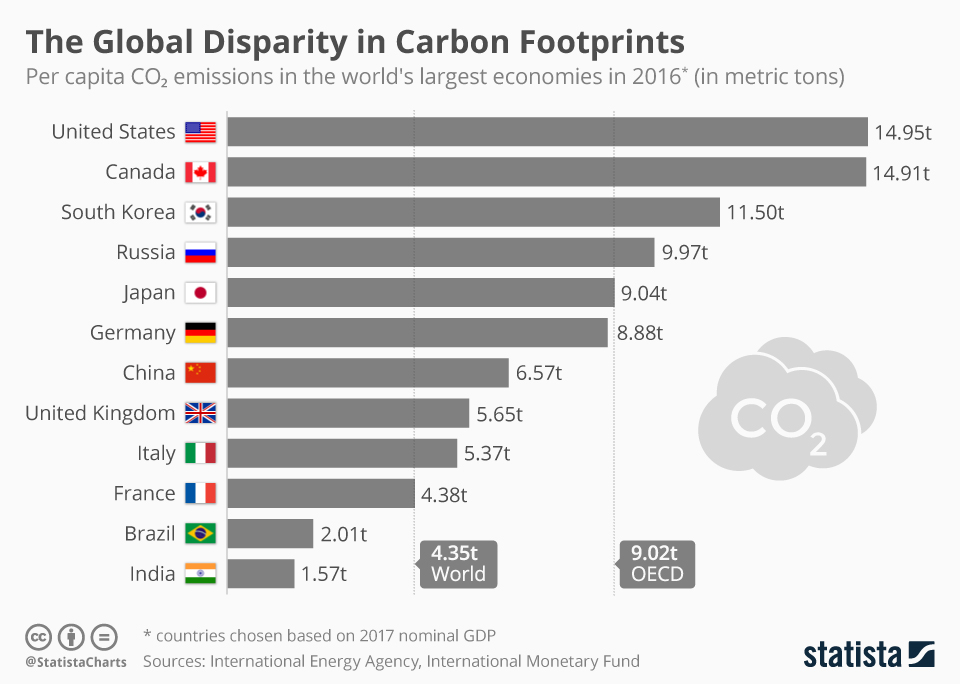 The Global Disparity in Carbon Footprints
Per capita CO₂ emissions in the world's largest economies in 2016* (in metric tons)
United States 14.95t
Canada 14.91t
South Korea 11.50t
Russia 9.97t
Japan 9.04t
Germany 8.88t
China 6.57t
United Kingdom 5.65t
Italy 5.37t
France 4.38t
Brazil 2.01t
India 1.57t
4.35t
World
9.02t
OECD
CO₂
cc
@StatistaCharts
* countries chosen based on 2017 nominal GDP
Sources: International Energy Agency, International Monetary Fund
statista